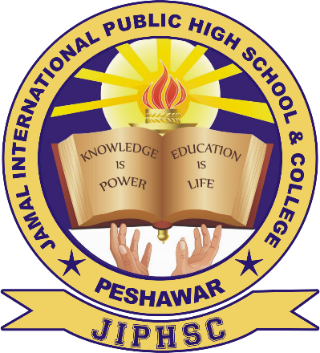 JAMAL INTERNATIONAL PUBLIC HIGH SCHOOL & COLLEGE
KNOWLEDGE
IS
POWER
EDUCATION
IS
LIFE
PESHAWAR
JIPHSC